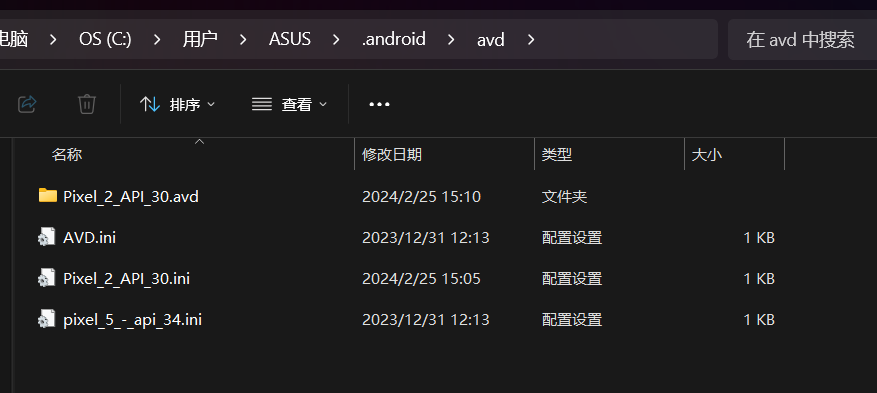 电脑 > OS (C:) > 用户 > ASUS > .android > avd >
在 avd 中搜索
排序 查看
名称 修改日期 类型 大小
Pixel_2_API_30.avd 2024/2/25 15:10 文件夹
AVD.ini 2023/12/31 12:13 配置设置 1 KB
Pixel_2_API_30.ini 2024/2/25 15:05 配置设置 1 KB
pixel_5_-_api_34.ini 2023/12/31 12:13 配置设置 1 KB